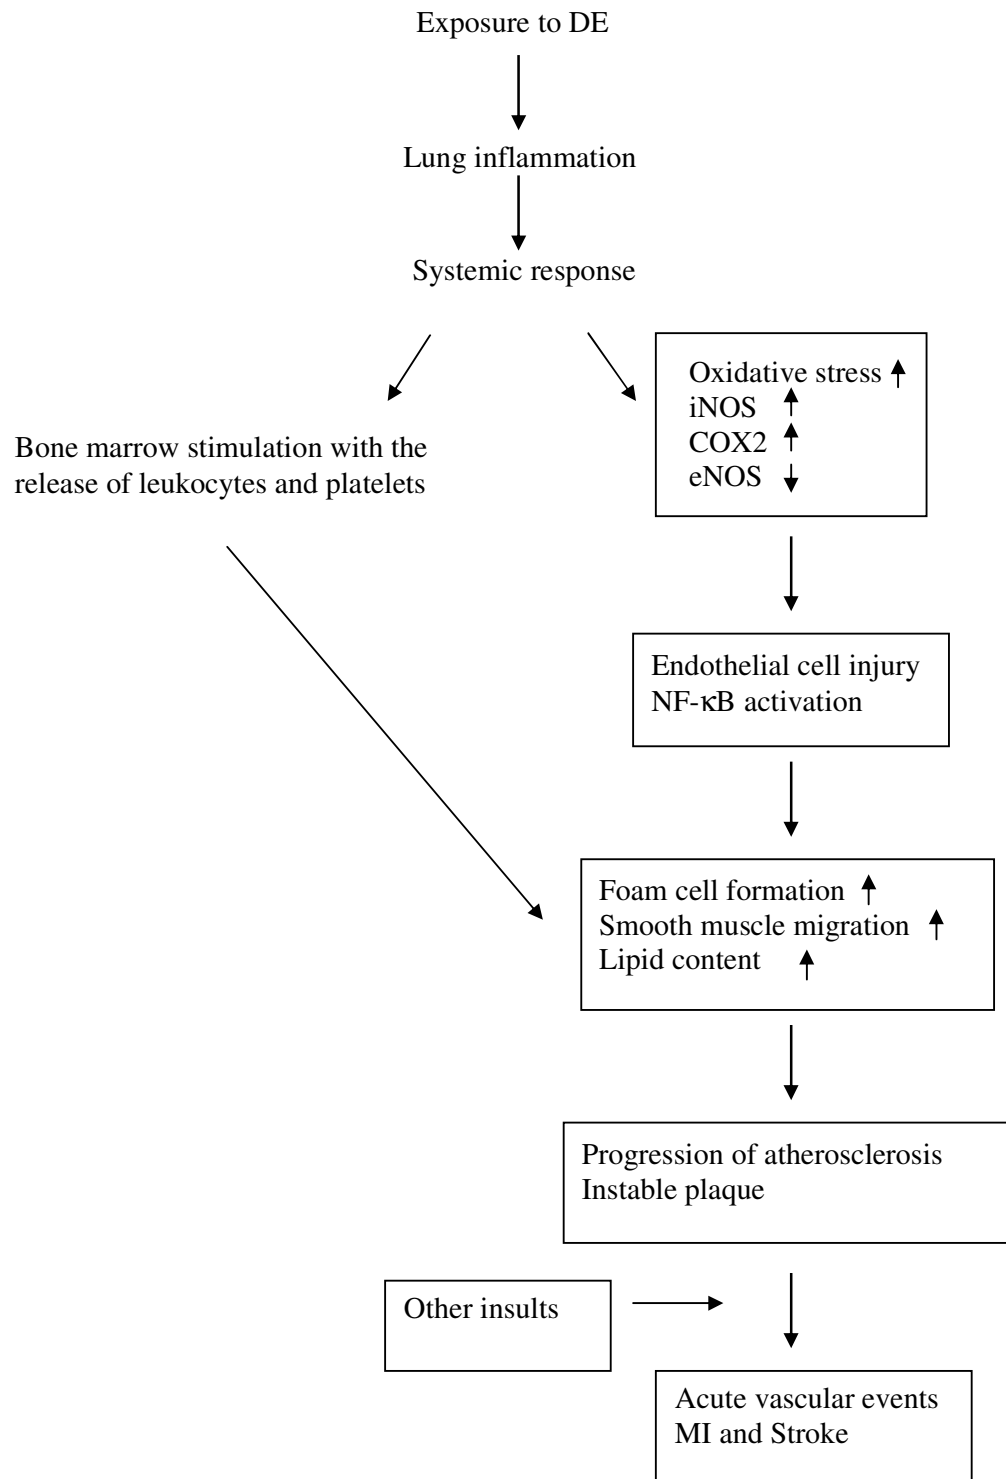 Exposure to DE
Lung inflammation
Systemic response
Bone marrow stimulation with the
release of leukocytes and platelets
Oxidative stress ↑
iNOS ↑
COX2 ↑
eNOS ↓
Endothelial cell injury
NF-κB activation
Foam cell formation ↑
Smooth muscle migration ↑
Lipid content ↑
Progression of atherosclerosis
Instable plaque
Other insults
Acute vascular events
MI and Stroke